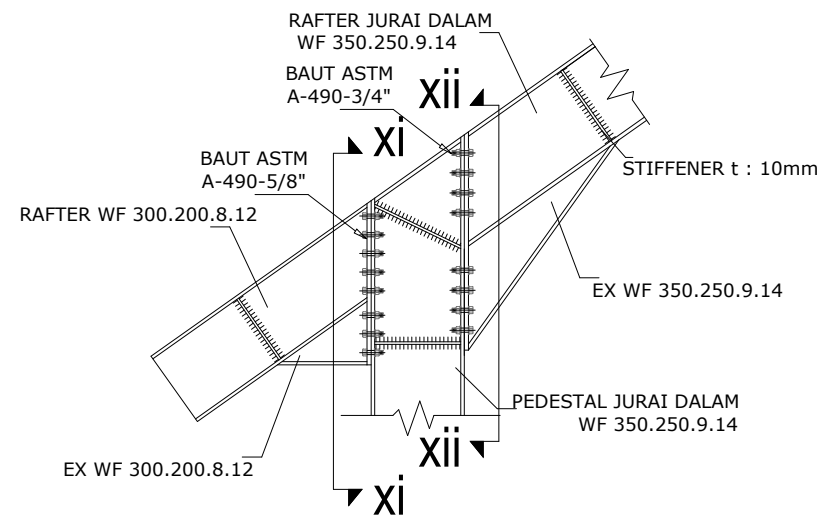 RAFTER JURAI DALAM
WF 350.250.9.14
BAUT ASTM
A-490-3/4"
xii
xi
BAUT ASTM
A-490-5/8"
STIFFENER t : 10mm
RAFTER WF 300.200.8.12
EX WF 350.250.9.14
PEDESTAL JURAI DALAM
WF 350.250.9.14
xii
EX WF 300.200.8.12
xi